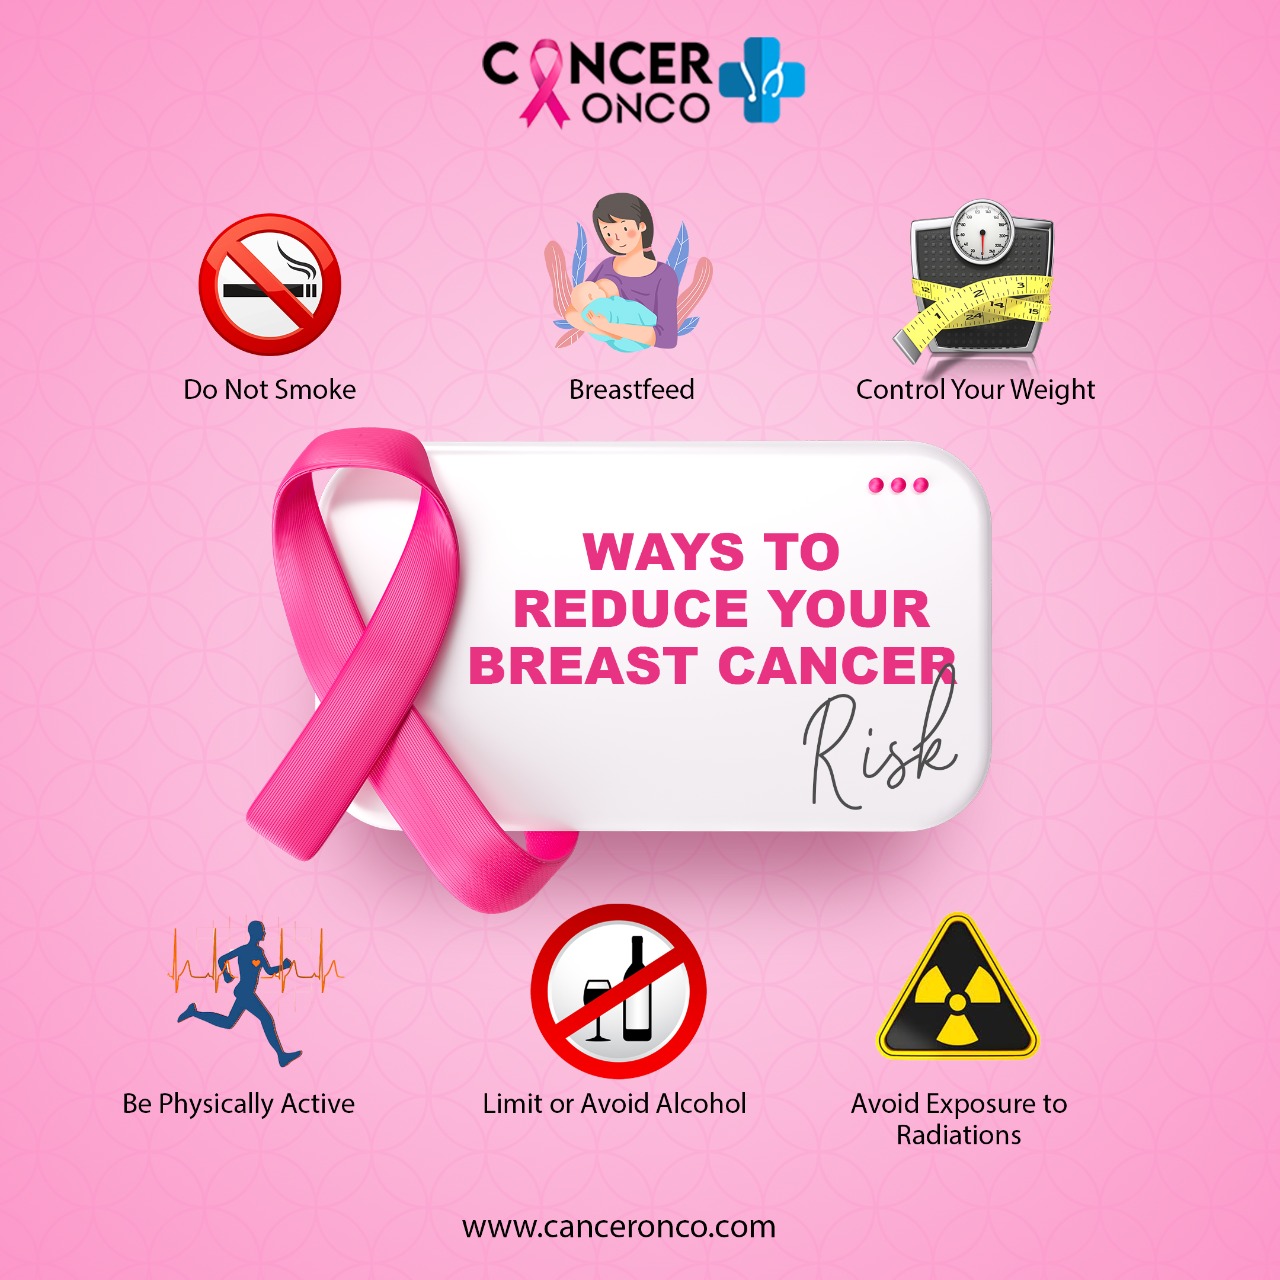 CANCER
ONCO
Do Not Smoke
Breastfeed
Control Your Weight
WAYS TO
REDUCE YOUR
BREAST CANCER
Risk
Be Physically Active
Limit or Avoid Alcohol
Avoid Exposure to
Radiations
www.canceronco.com